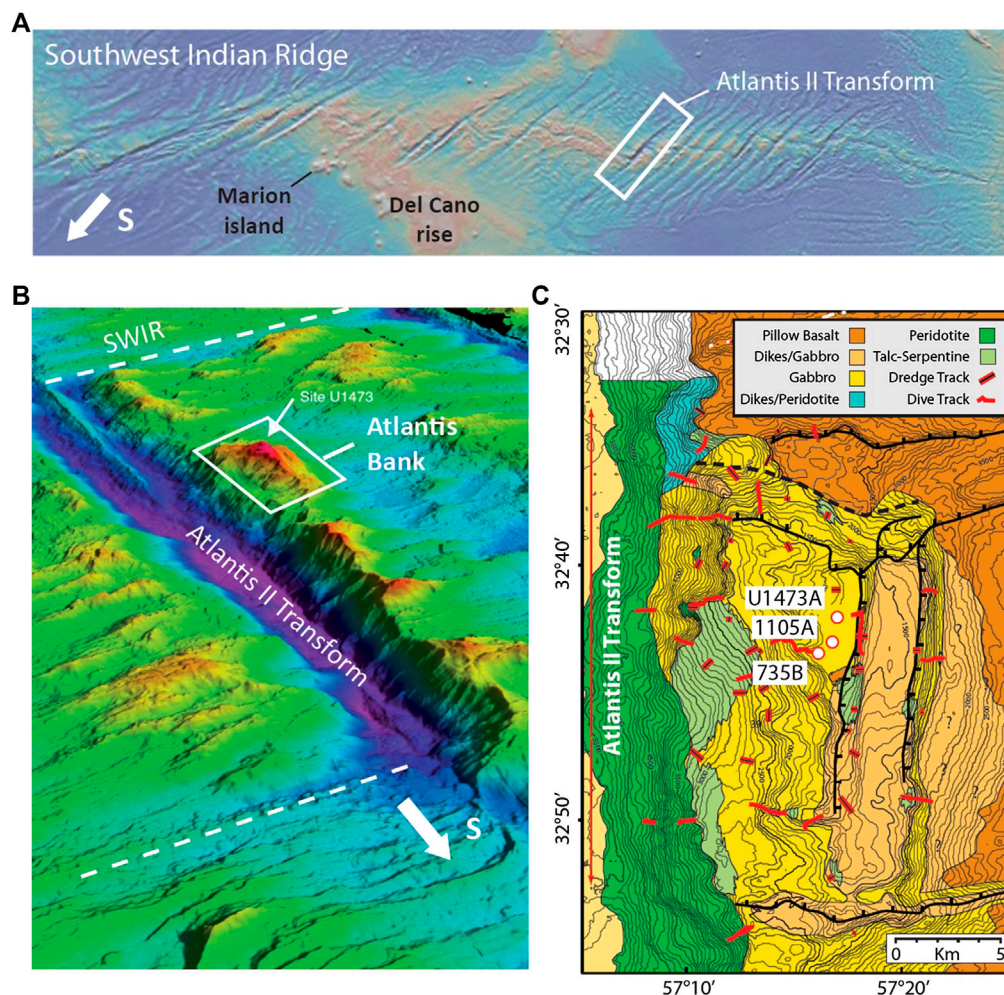 A
Southwest Indian Ridge
Atlantis II Transform
Marion
island
Del Cano
rise
S
B
SWIR
Site U1473
Atlantis
Bank
Atlantis II Transform
S
C
32°30'
32°40'
32°50'
Pillow Basalt
Dikes/Gabbro
Gabbro
Dikes/Peridotite
Peridotite
Talc-Serpentine
Dredge Track
Dive Track
U1473A
1105A
735B
Atlantis II Transform
0 Km 5
57°10'
57°20'